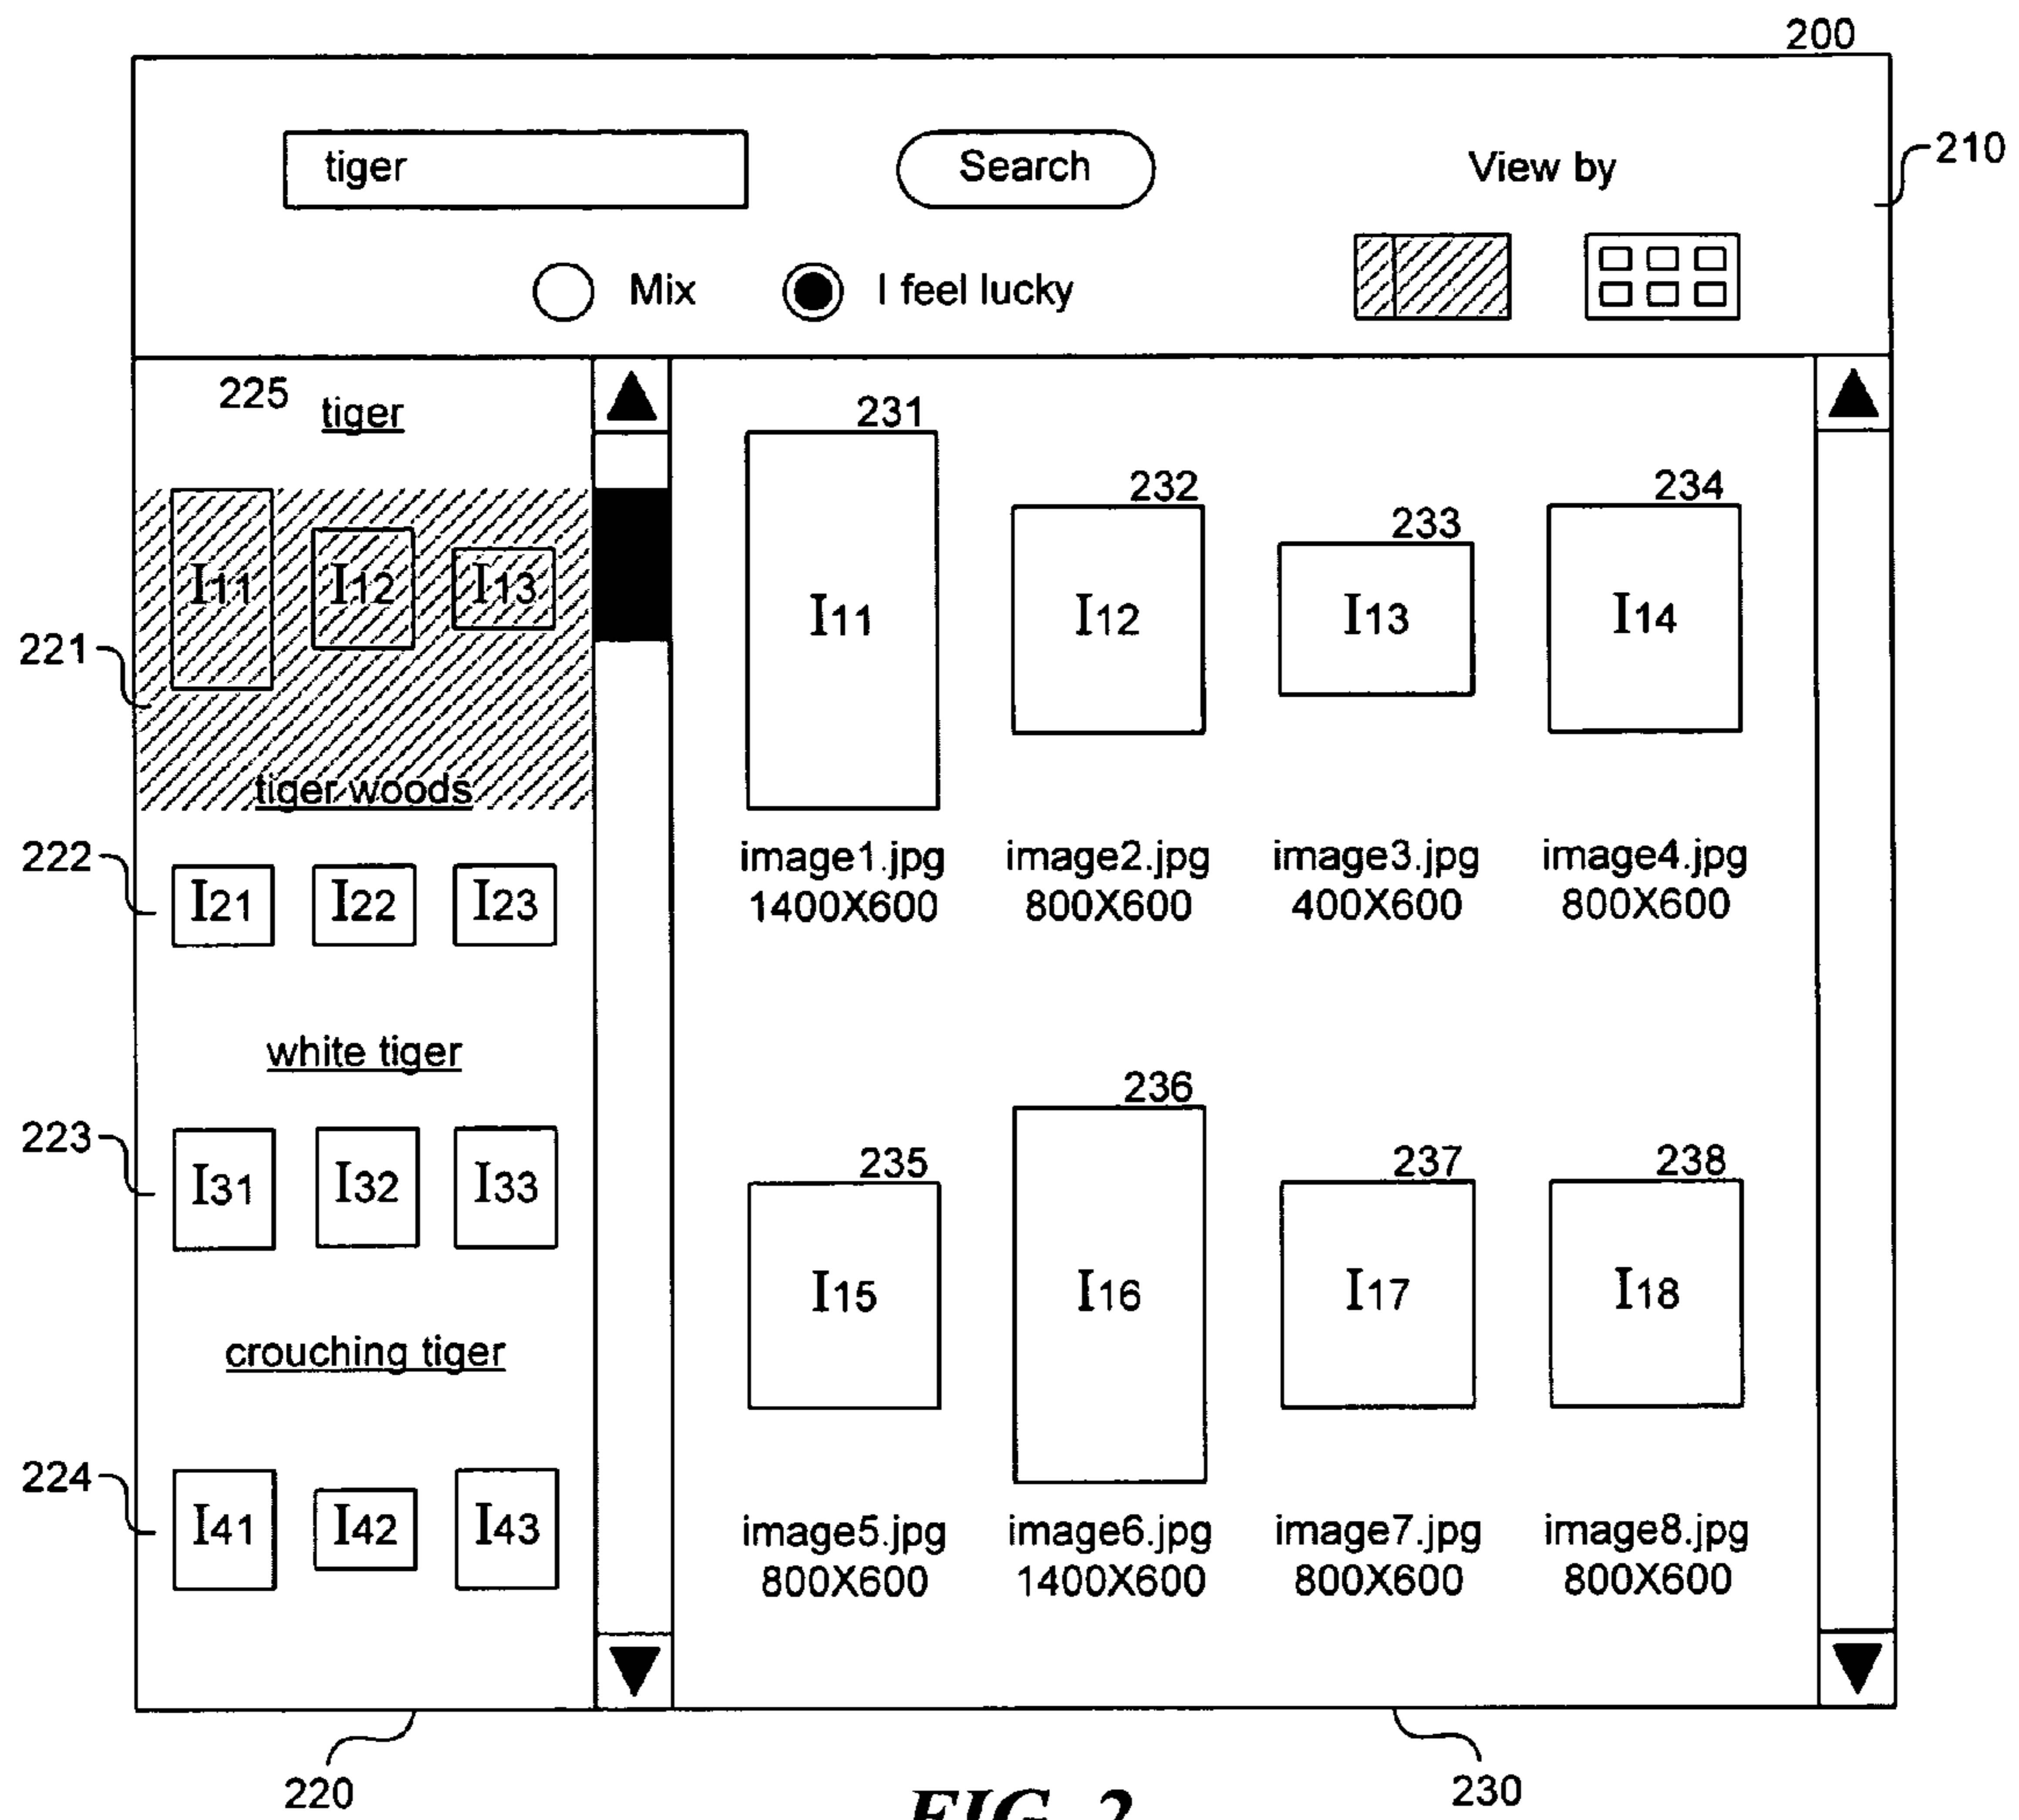 200
210
tiger
Search
View by
Mix
I feel lucky
225
tiger
I11 I12 I13
221
tiger woods
222
I21 I22 I23
white tiger
223
I31 I32 I33
crouching tiger
224
I41 I42 I43
220
231 232 233 234
I11 I12 I13 I14
image1.jpg image2.jpg image3.jpg image4.jpg
1400X600 800X600 400X600 800X600
235 236 237 238
I15 I16 I17 I18
image5.jpg image6.jpg image7.jpg image8.jpg
800X600 1400X600 800X600 800X600
230
FIG. 2